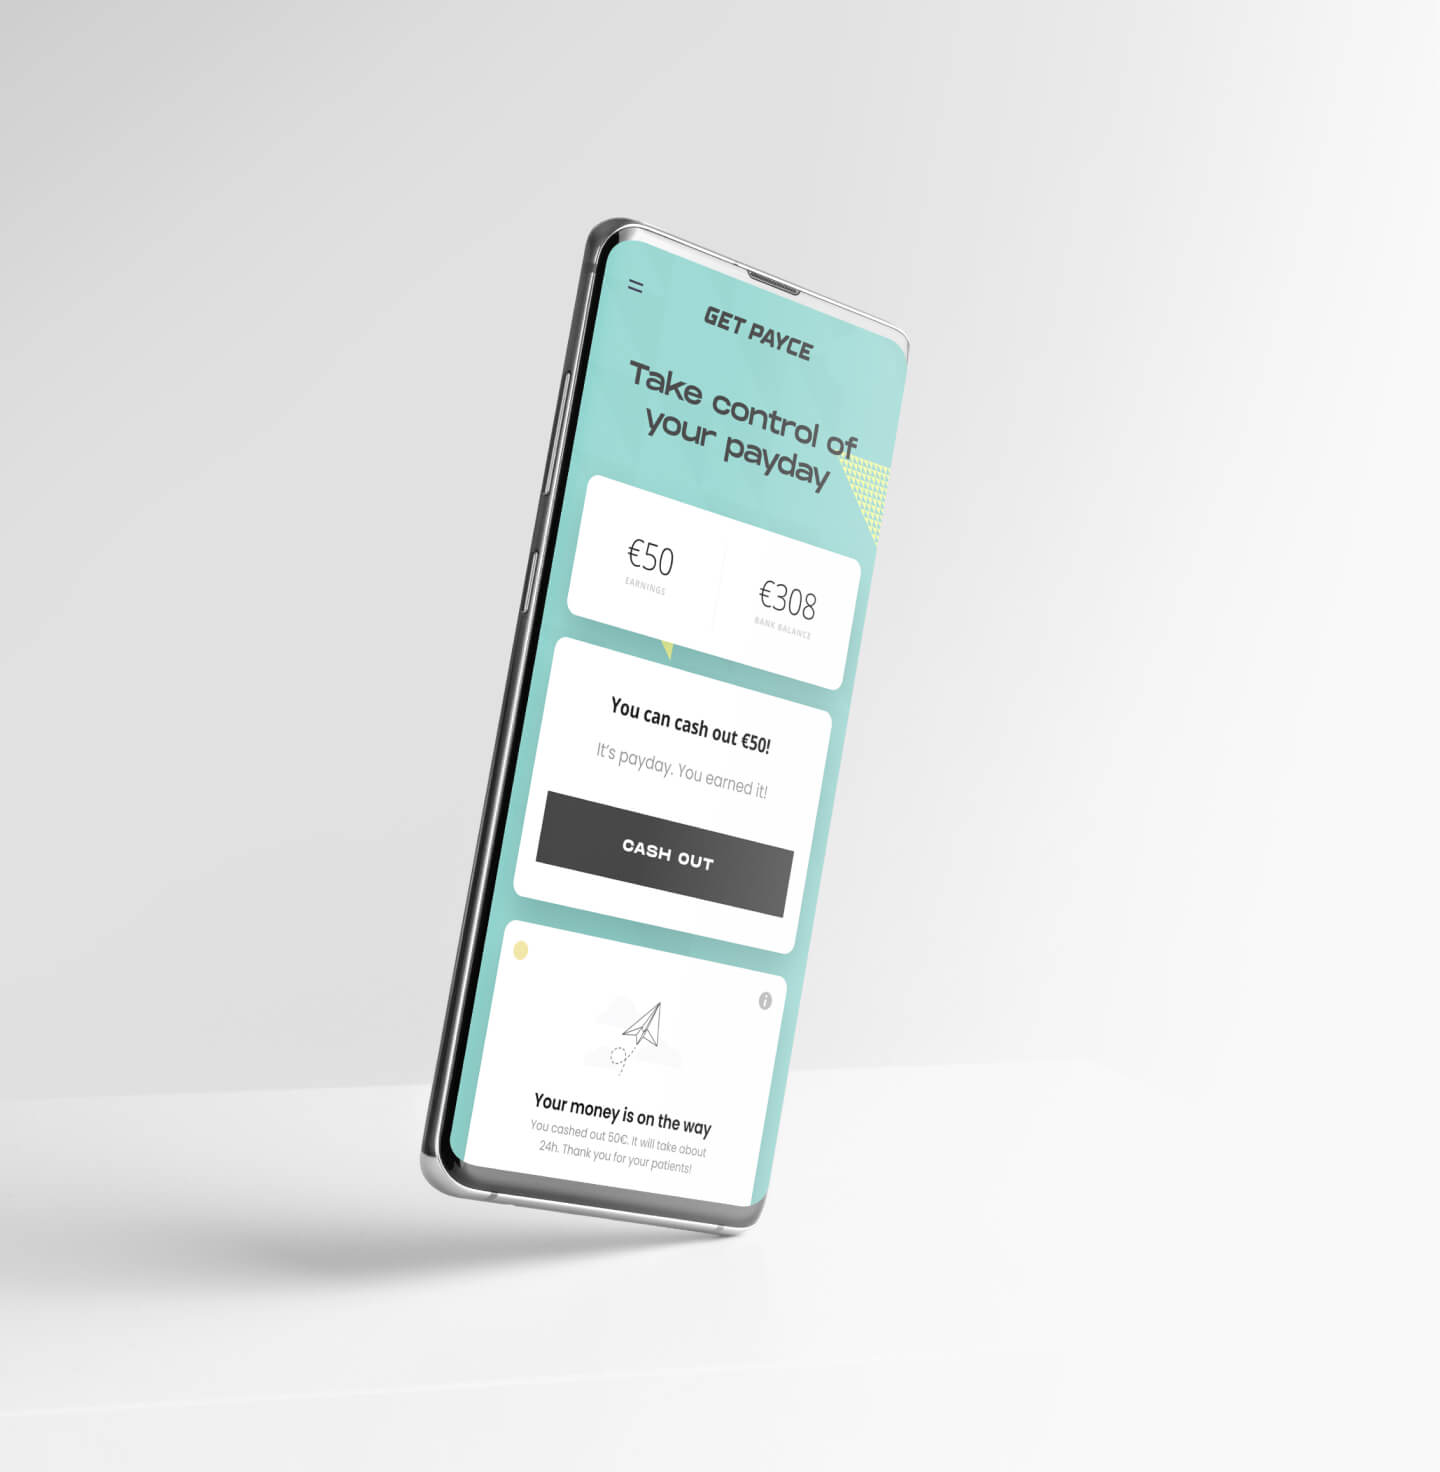 GET PAYCE
Take control of
your payday
€50
EARNINGS
€308
BANK BALANCE
You can cash out €50!
It's payday. You earned it!
CASH OUT
Your money is on the way
You cashed out 50€. It will take about
24h. Thank you for your patients!